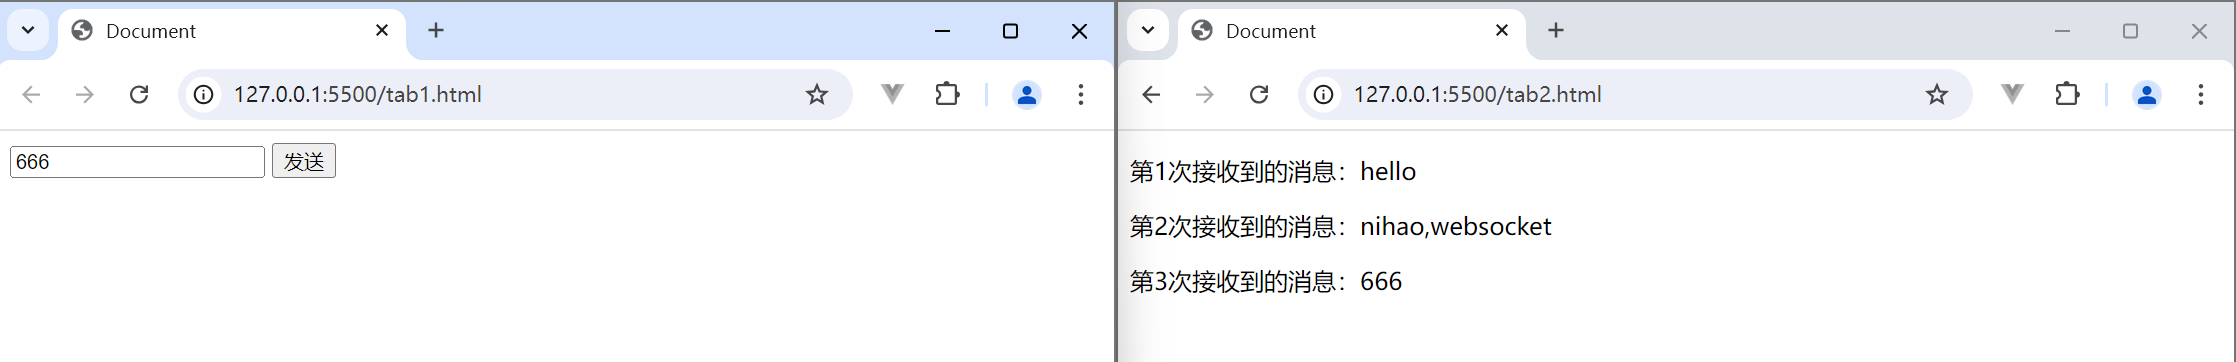 Document
127.0.0.1:5500/tab1.html
666 发送
Document
127.0.0.1:5500/tab2.html
第1次接收到的消息：hello
第2次接收到的消息：nihao,websocket
第3次接收到的消息：666